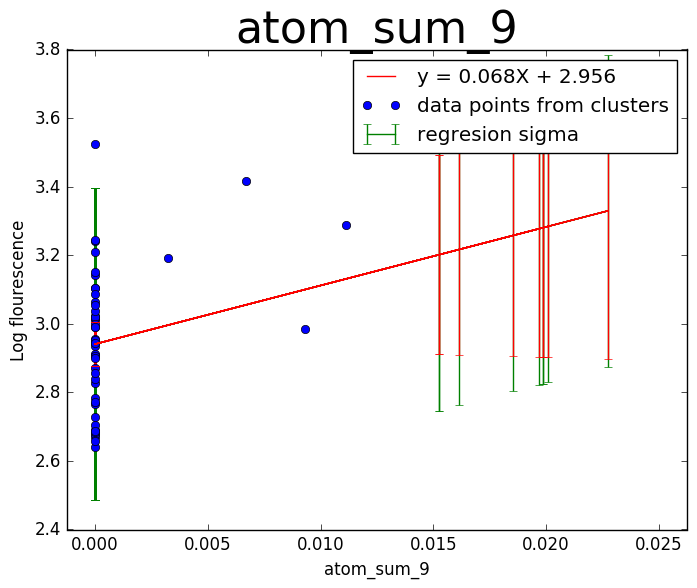 atom_sum_9
y = 0.068X + 2.956
data points from clusters
regresion sigma
Log flourescence
3.8
3.6
3.4
3.2
3.0
2.8
2.6
2.4
0.000 0.005 0.010 0.015 0.020 0.025
atom_sum_9